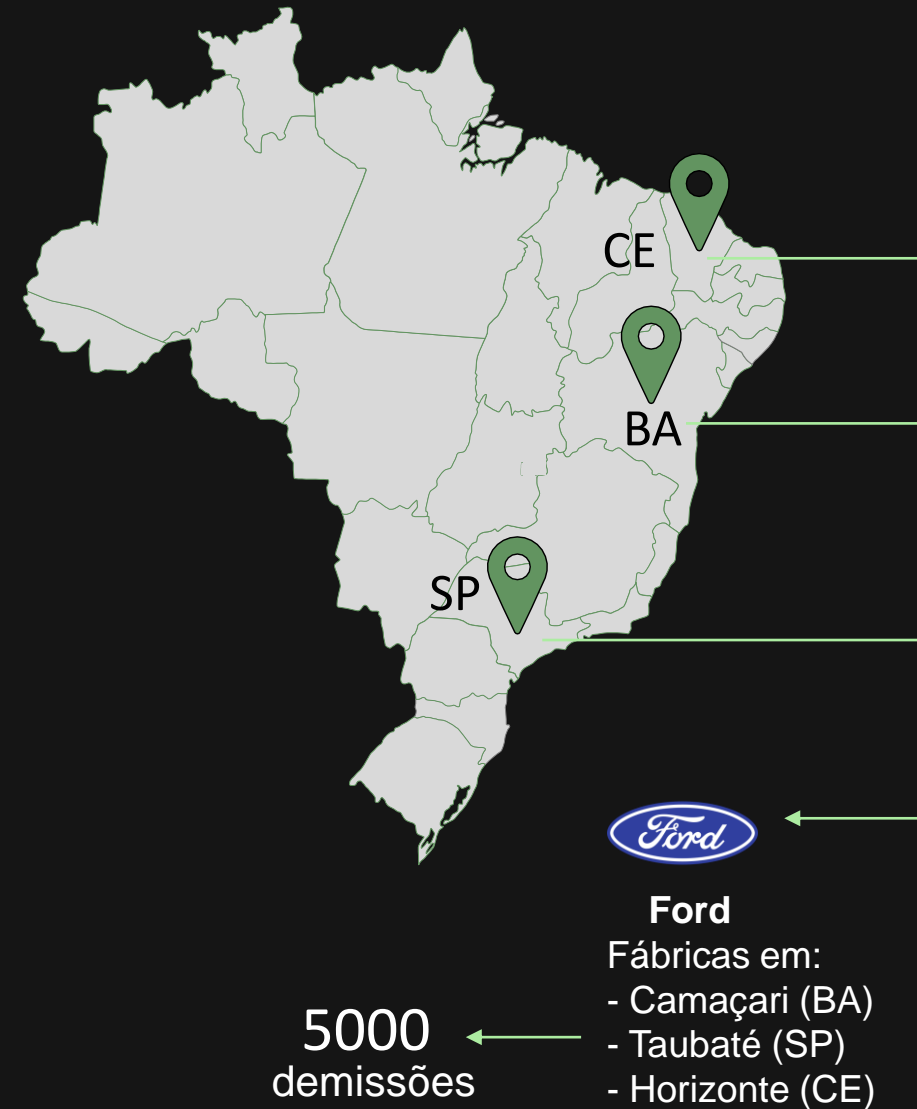 CE
BA
SP
Ford
Ford
Fábricas em:
- Camaçari (BA)
- Taubaté (SP)
- Horizonte (CE)
5000
demissões